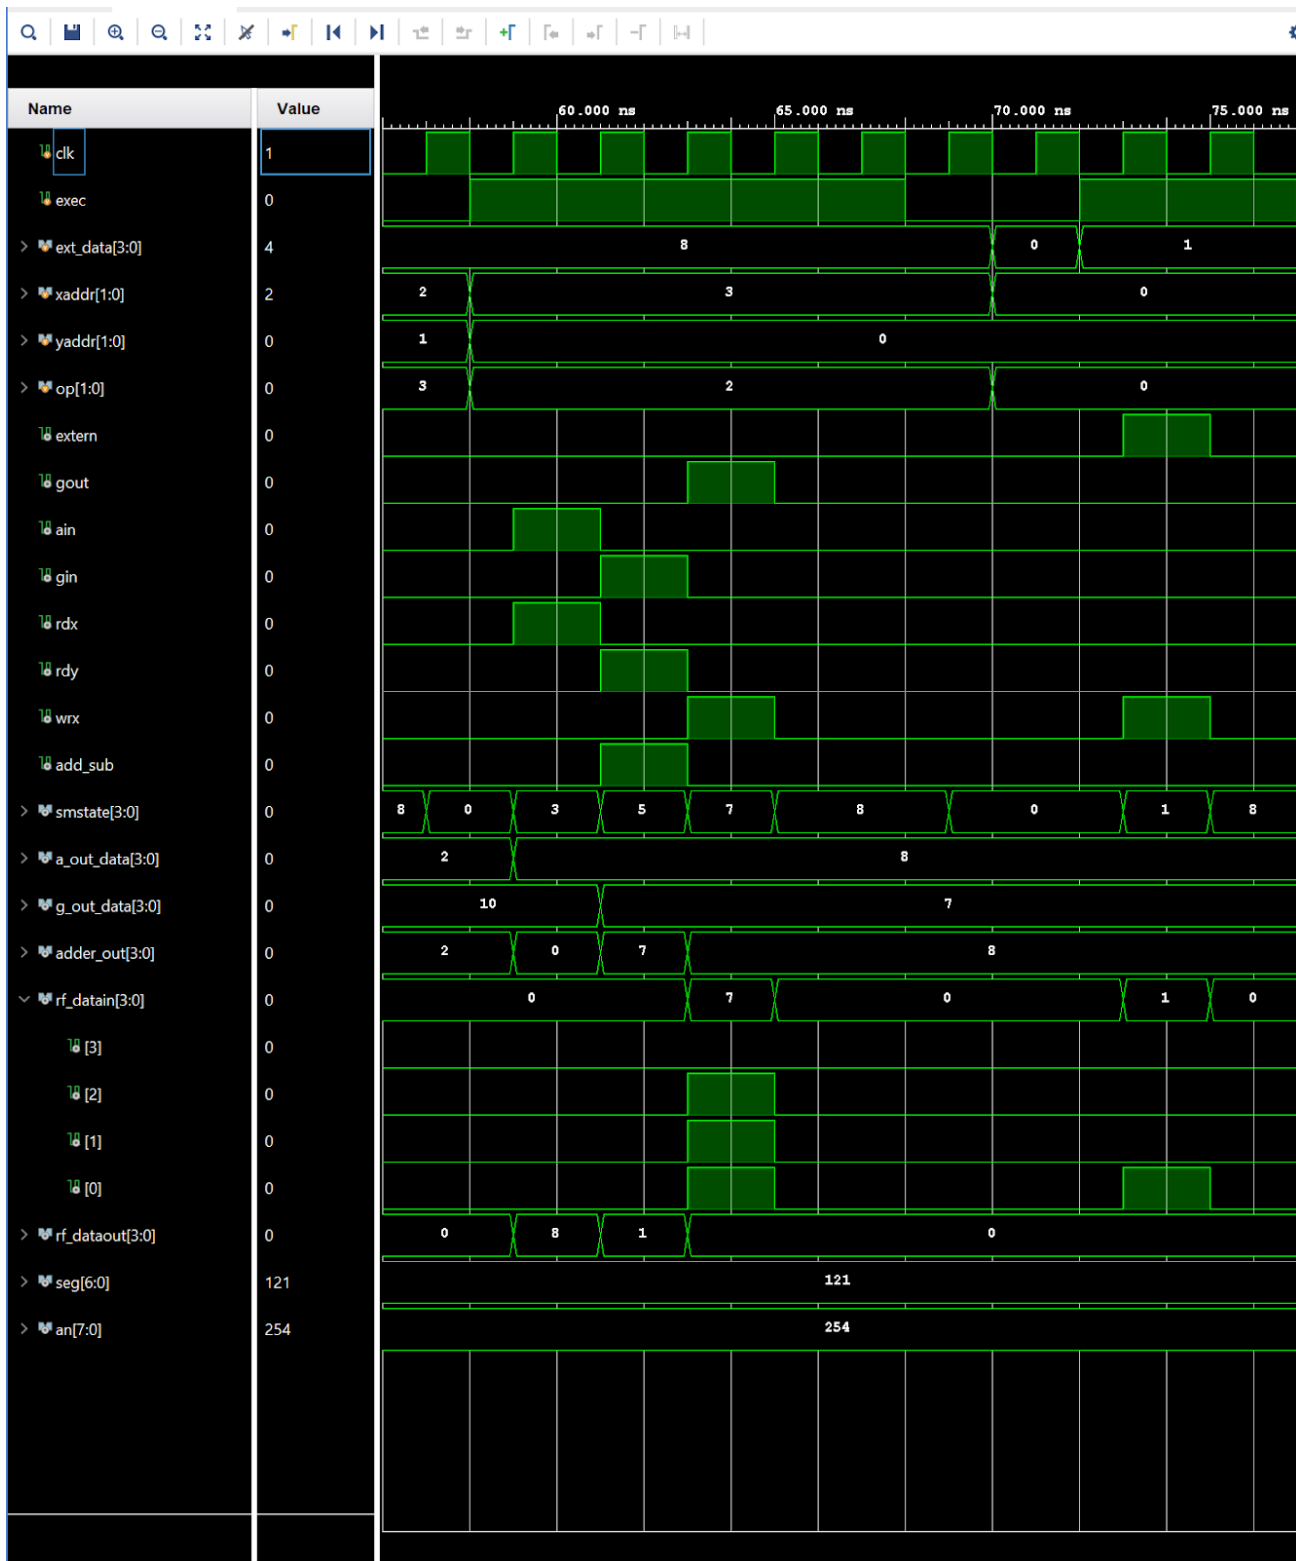 Name Value 60.000 ns 65.000 ns 70.000 ns 75.000 ns
clk 1
exec 0
ext_data[3:0] 4 8 0 1
xaddr[1:0] 2 2 3 0
yaddr[1:0] 0 1 0
op[1:0] 0 3 2 0
extern 0
gout 0
ain 0
gin 0
rdx 0
rdy 0
wrx 0
add_sub 0
smstate[3:0] 0 8 0 3 5 7 8 0 1 8
a_out_data[3:0] 0 2 8
g_out_data[3:0] 0 10 7
adder_out[3:0] 0 2 0 7 8
rf_datain[3:0] 0 0 7 0 1 0
[3] 0
[2] 0
[1] 0
[0] 0
rf_dataout[3:0] 0 0 8 1 0
seg[6:0] 121 121
an[7:0] 254 254